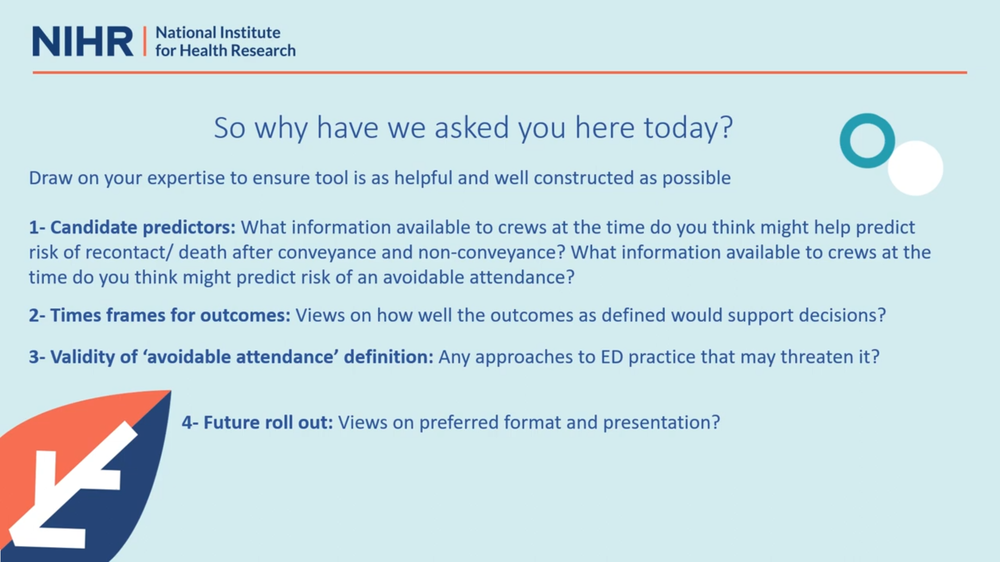 NIHR
National Institute
for Health Research
So why have we asked you here today?
Draw on your expertise to ensure tool is as helpful and well constructed as possible
1- Candidate predictors: What information available to crews at the time do you think might help predict
risk of recontact/ death after conveyance and non-conveyance? What information available to crews at the
time do you think might predict risk of an avoidable attendance?
2- Times frames for outcomes: Views on how well the outcomes as defined would support decisions?
3- Validity of ‘avoidable attendance’ definition: Any approaches to ED practice that may threaten it?
4- Future roll out: Views on preferred format and presentation?